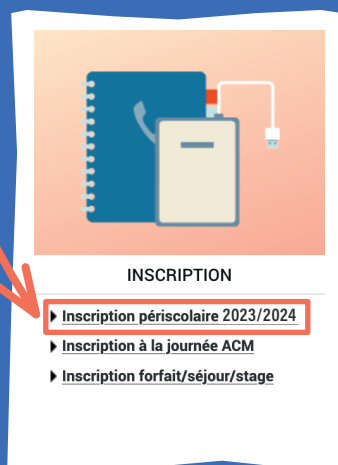 INSCRIPTION
Inscription périscolaire 2023/2024
Inscription à la journée ACM
Inscription forfait/séjour/stage